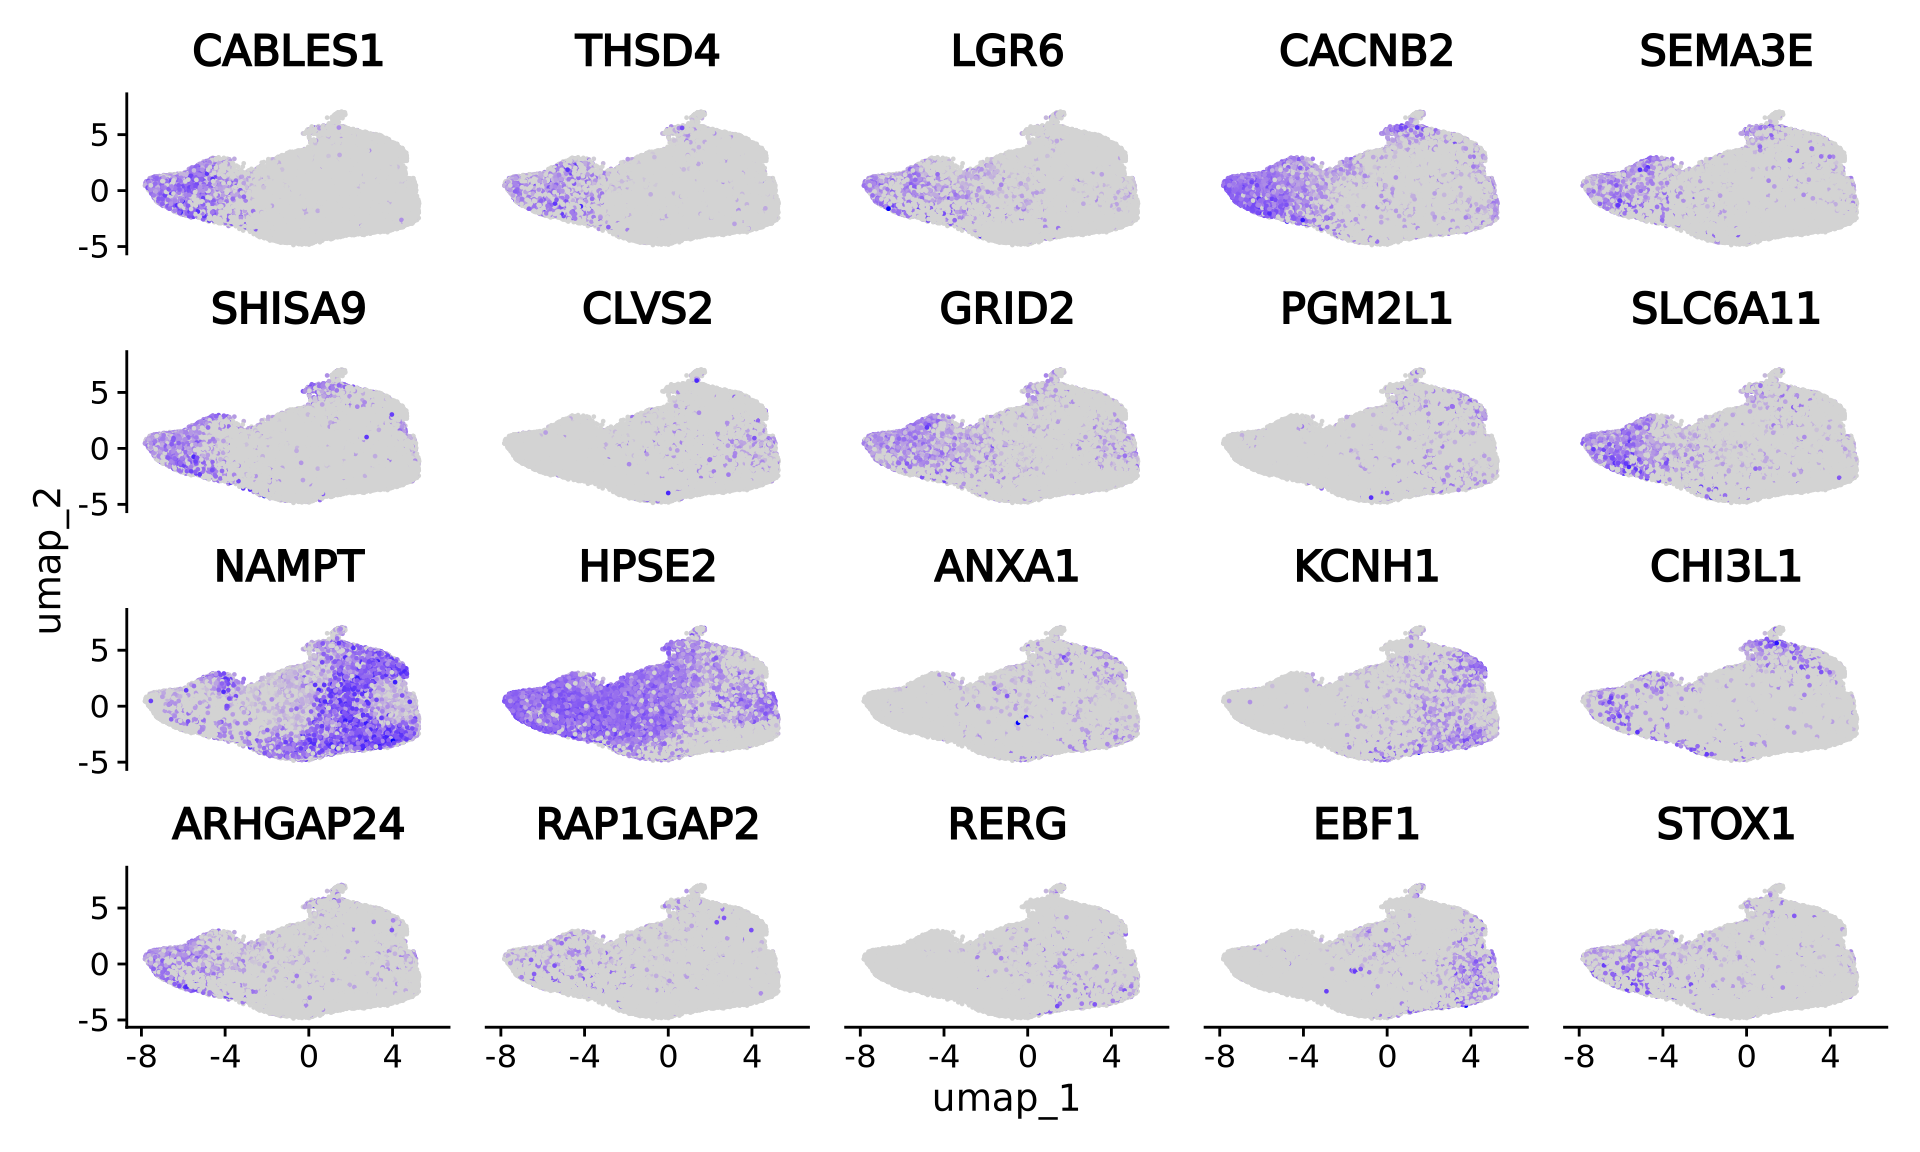 CABLES1 THSD4 LGR6 CACNB2 SEMA3E
5
0
-5
SHISA9 CLVS2 GRID2 PGM2L1 SLC6A11
5
0
-5
NAMPT HPSE2 ANXA1 KCNH1 CHI3L1
5
0
-5
ARHGAP24 RAP1GAP2 RERG EBF1 STOX1
5
0
-5
umap_2
-8 -4 0 4 -8 -4 0 4 -8 -4 0 4 -8 -4 0 4 -8 -4 0 4
umap_1